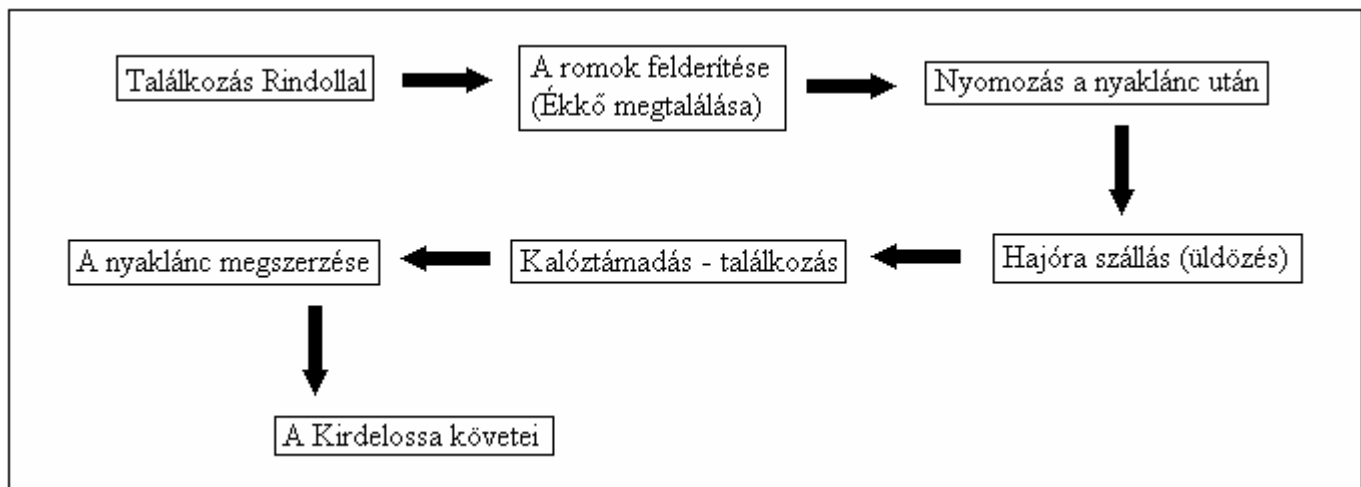 Találkozás Rindollal
A romok felderítése
(Ékkő megtalálása)
Nyomozás a nyaklánc után
Hajóra szállás (üldözés)
Kalóztámadás - találkozás
A nyaklánc megszerzése
A Kirdelossa követei